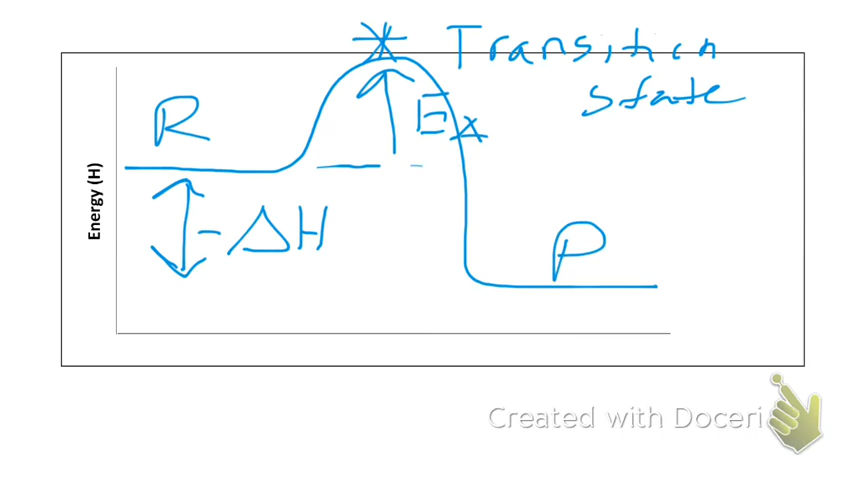 Transition
state
R
EA
Energy (H)
-ΔH
P
Created with Doceri